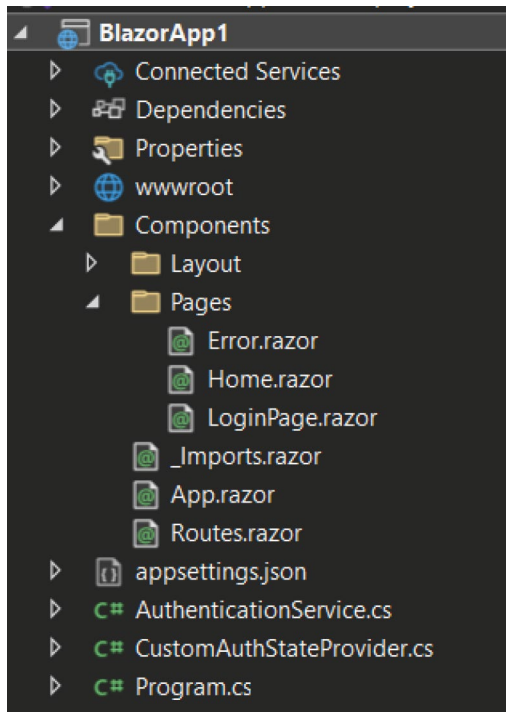 BlazorApp1
Connected Services
Dependencies
Properties
wwwroot
Components
Layout
Pages
Error.razor
Home.razor
LoginPage.razor
_Imports.razor
App.razor
Routes.razor
appsettings.json
C# AuthenticationService.cs
C# CustomAuthStateProvider.cs
C# Program.cs